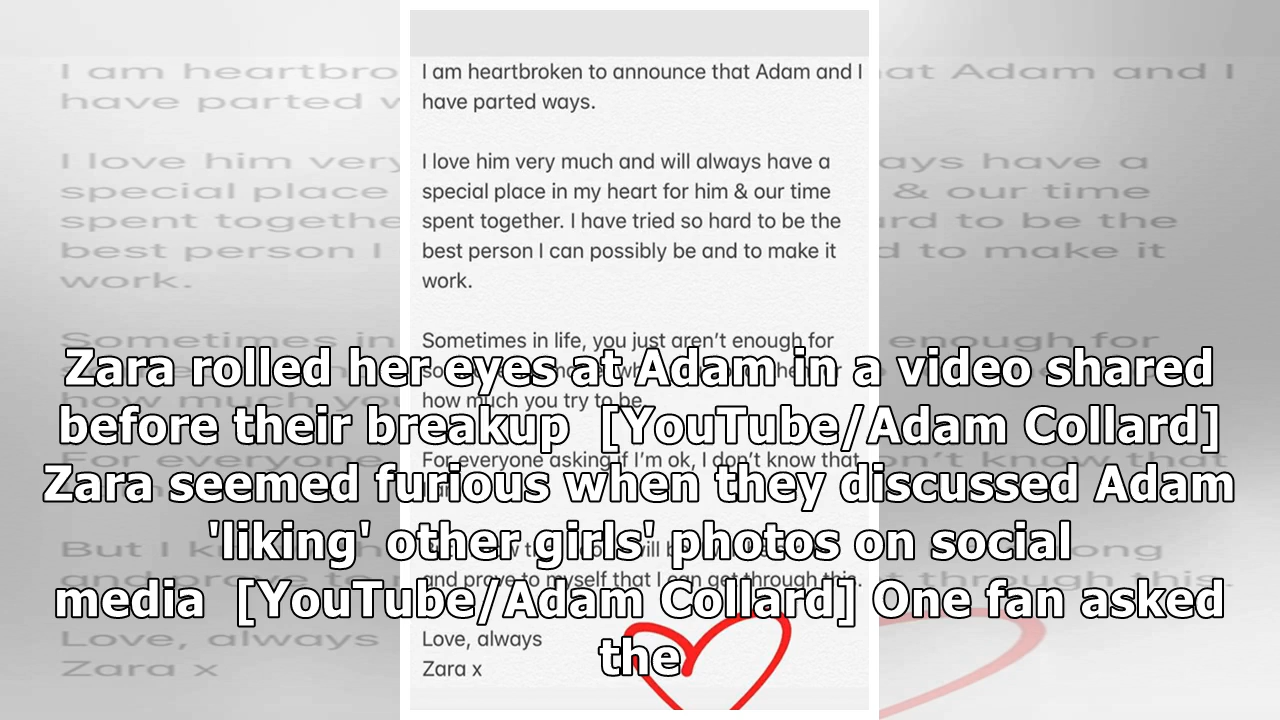 I am heartbroken to announce that Adam and I
have parted ways.
I love him very much and will always have a
special place in my heart for him & our time
spent together. I have tried so hard to be the
best person I can possibly be and to make it
work.
Sometimes in life, you just aren't enough for
how much you try to be.
For everyone asking if I'm ok, I don't know that
and prove to myself that I can get through this.
Love, always
Zara x
Zara rolled her eyes at Adam in a video shared
before their breakup [YouTube/Adam Collard]
Zara seemed furious when they discussed Adam
'liking' other girls' photos on social
media [YouTube/Adam Collard] One fan asked
the